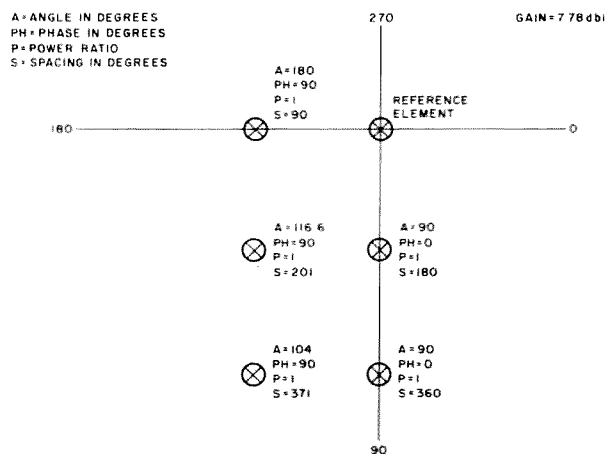 A=ANGLE IN DEGREES
PH=PHASE IN DEGREES
P=POWER RATIO
S=SPACING IN DEGREES
270
GAIN=7.78dbi
A=180
PH=90
P=1
S=90
REFERENCE
ELEMENT
180
0
A=116.6
PH=90
P=1
S=201
A=90
PH=0
P=1
S=180
A=104
PH=90
P=1
S=371
A=90
PH=0
P=1
S=360
90